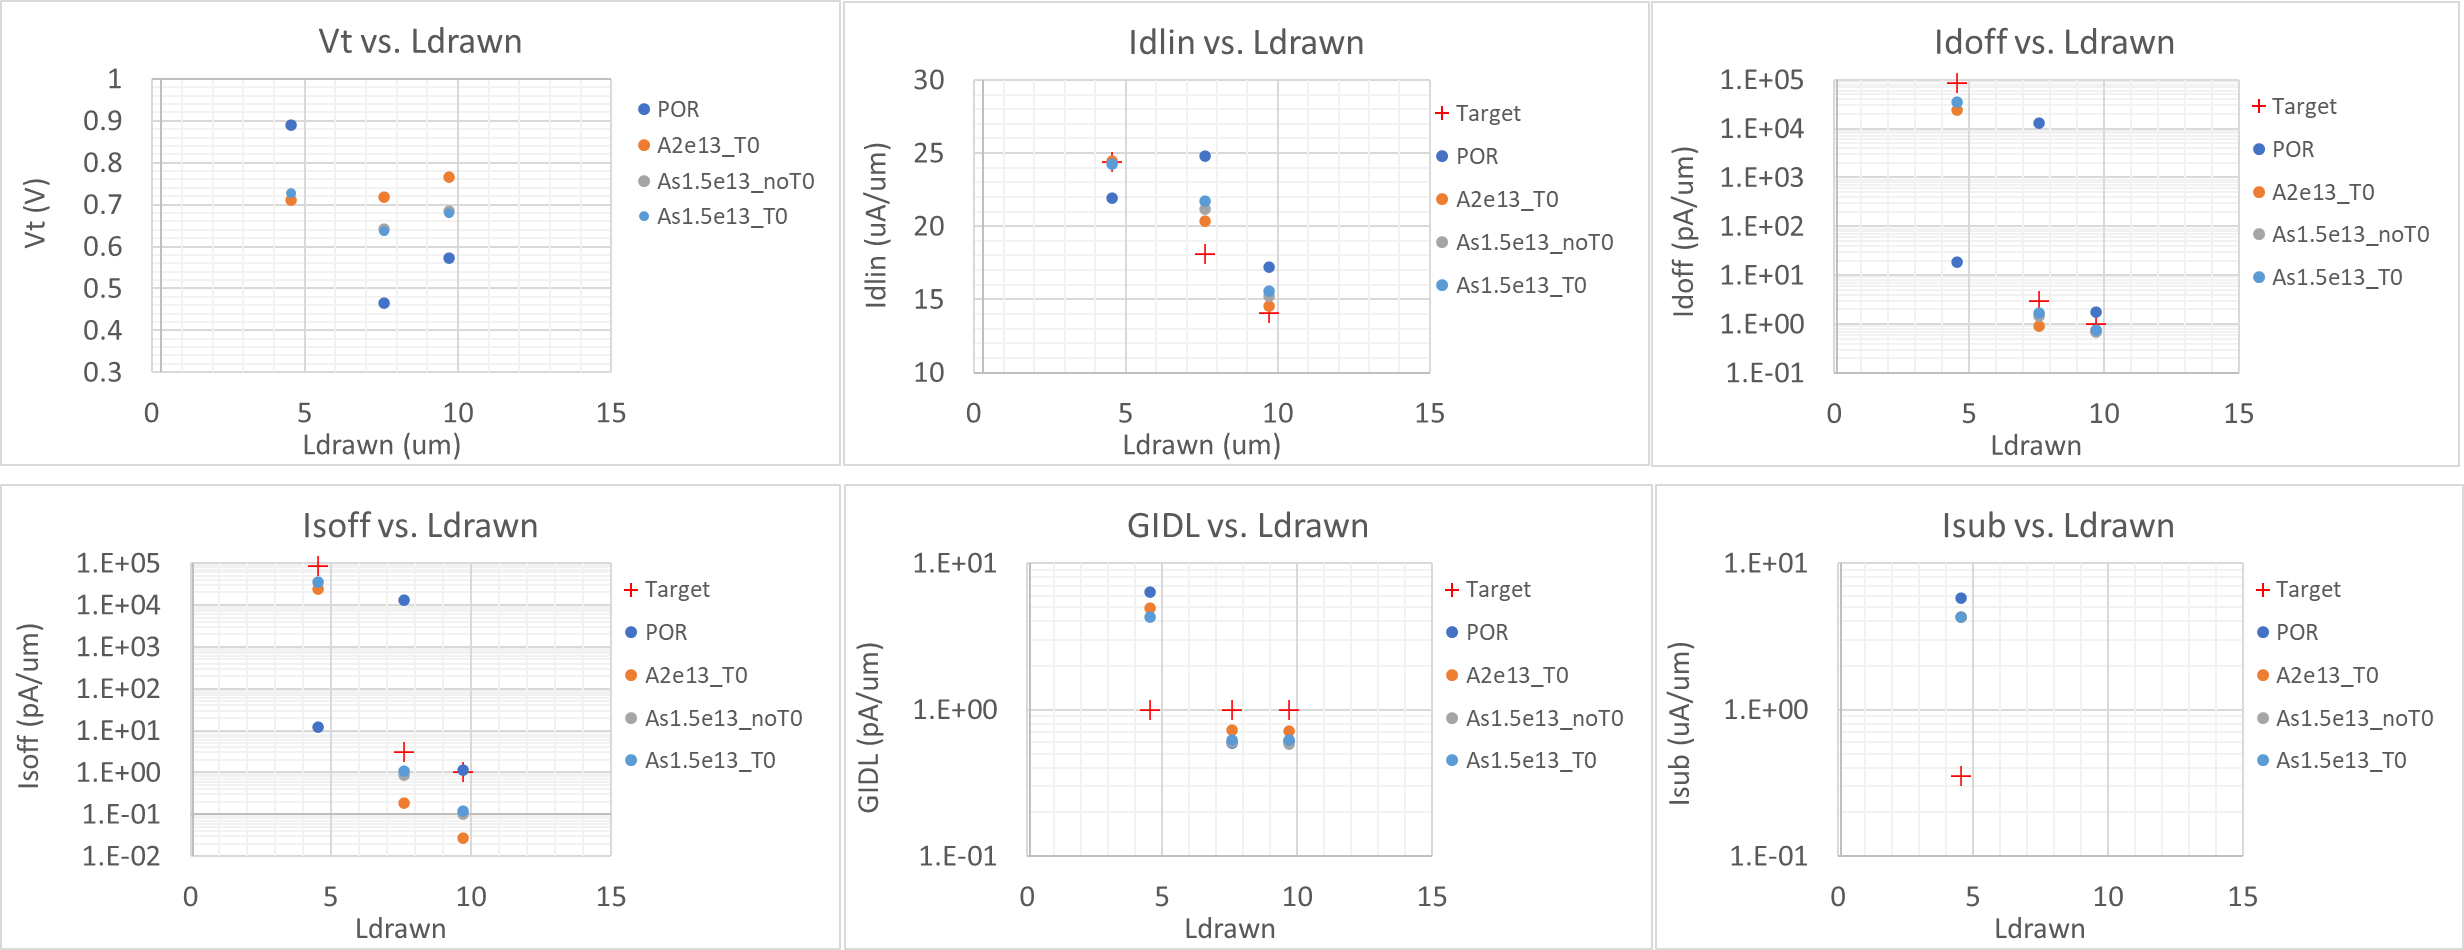 Vt vs. Ldrawn
Vt (V)
1
0.9
0.8
0.7
0.6
0.5
0.4
0.3
0 5 10 15
Ldrawn (um)
POR
A2e13_T0
As1.5e13_noT0
As1.5e13_T0
Idlin vs. Ldrawn
Idlin (uA/um)
30
25
20
15
10
0 5 10 15
Ldrawn (um)
Target
POR
A2e13_T0
As1.5e13_noT0
As1.5e13_T0
Idoff vs. Ldrawn
Idoff (pA/um)
1.E+05
1.E+04
1.E+03
1.E+02
1.E+01
1.E+00
1.E-01
0 5 10 15
Ldrawn
Target
POR
A2e13_T0
As1.5e13_noT0
As1.5e13_T0
Isoff vs. Ldrawn
Isoff (pA/um)
1.E+05
1.E+04
1.E+03
1.E+02
1.E+01
1.E+00
1.E-01
1.E-02
0 5 10 15
Ldrawn
Target
POR
A2e13_T0
As1.5e13_noT0
As1.5e13_T0
GIDL vs. Ldrawn
GIDL (pA/um)
1.E+01
1.E+00
1.E-01
0 5 10 15
Ldrawn
Target
POR
A2e13_T0
As1.5e13_noT0
As1.5e13_T0
Isub vs. Ldrawn
Isub (uA/um)
1.E+01
1.E+00
1.E-01
0 5 10 15
Ldrawn
Target
POR
A2e13_T0
As1.5e13_noT0
As1.5e13_T0